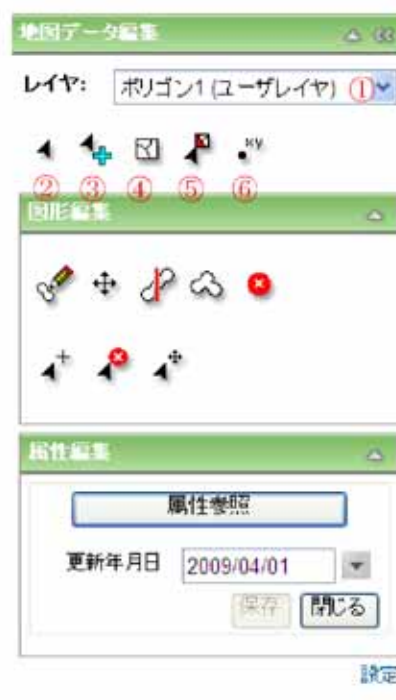 地図データ編集
レイヤ: ポリゴン1 (ユーザレイヤ) ①
xy
② ③ ④ ⑤ ⑥
図形編集
属性編集
属性参照
更新年月日 2009/04/01
保存 閉じる
設定